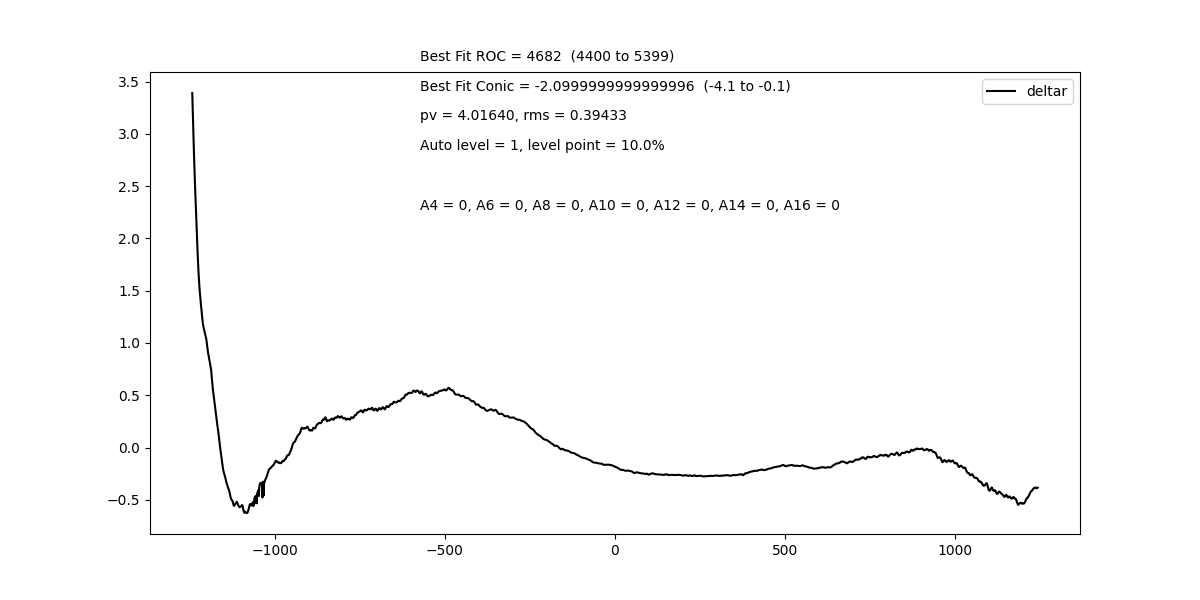 Best Fit ROC = 4682  (4400 to 5399)
Best Fit Conic = -2.0999999999999996  (-4.1 to -0.1)
pv = 4.01640, rms = 0.39433
Auto level = 1, level point = 10.0%
A4 = 0, A6 = 0, A8 = 0, A10 = 0, A12 = 0, A14 = 0, A16 = 0
deltar
3.5
3.0
2.5
2.0
1.5
1.0
0.5
0.0
−0.5
−1000
−500
0
500
1000